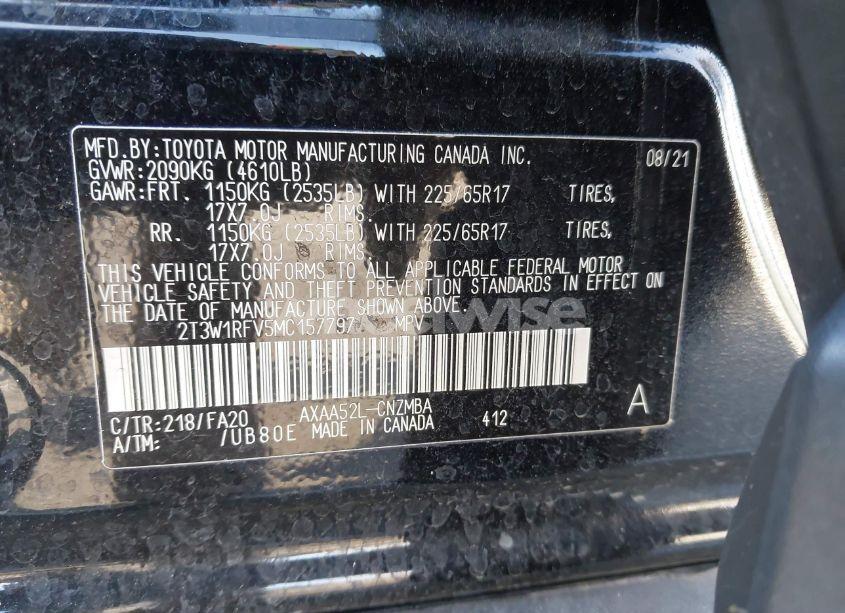 MFD.BY:TOYOTA MOTOR MANUFACTURING CANADA INC. 08/21
GVWR:2090KG (4610LB)
GAWR:FRT. 1150KG (2535LB) WITH 225/65R17 TIRES,
17X7.0J RIMS.
RR. 1150KG (2535LB) WITH 225/65R17 TIRES,
17X7.0J RIMS.
THIS VEHICLE CONFORMS TO ALL APPLICABLE FEDERAL MOTOR
VEHICLE SAFETY AND THEFT PREVENTION STANDARDS IN EFFECT ON
THE DATE OF MANUFACTURE SHOWN ABOVE.
2T3W1RFV5MC157797 MPV
C/TR:218/FA20 AXAA52L-CNZMBA A
A/TM: /UB80E MADE IN CANADA 412